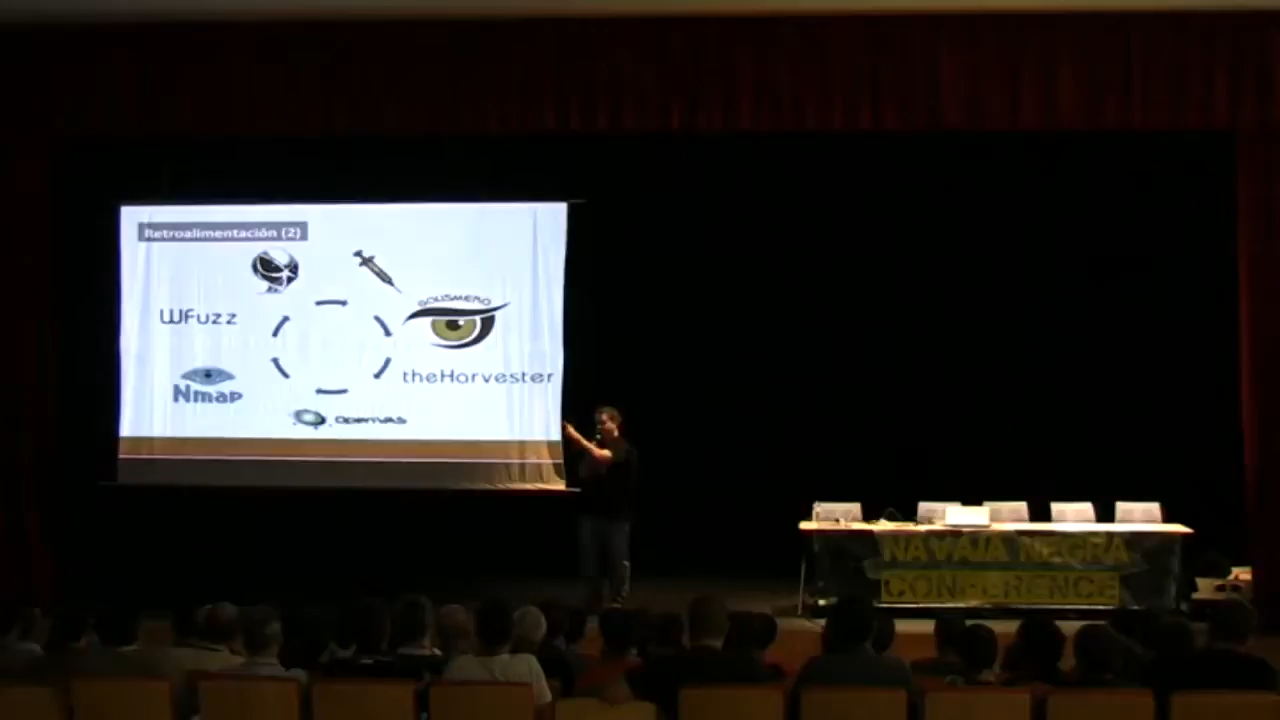 Retroalimentación (2)
WFuzz
GOLISMERO
theHarvester
Nmap
OpenVAS
NAVAJA NEGRA
CONFERENCE